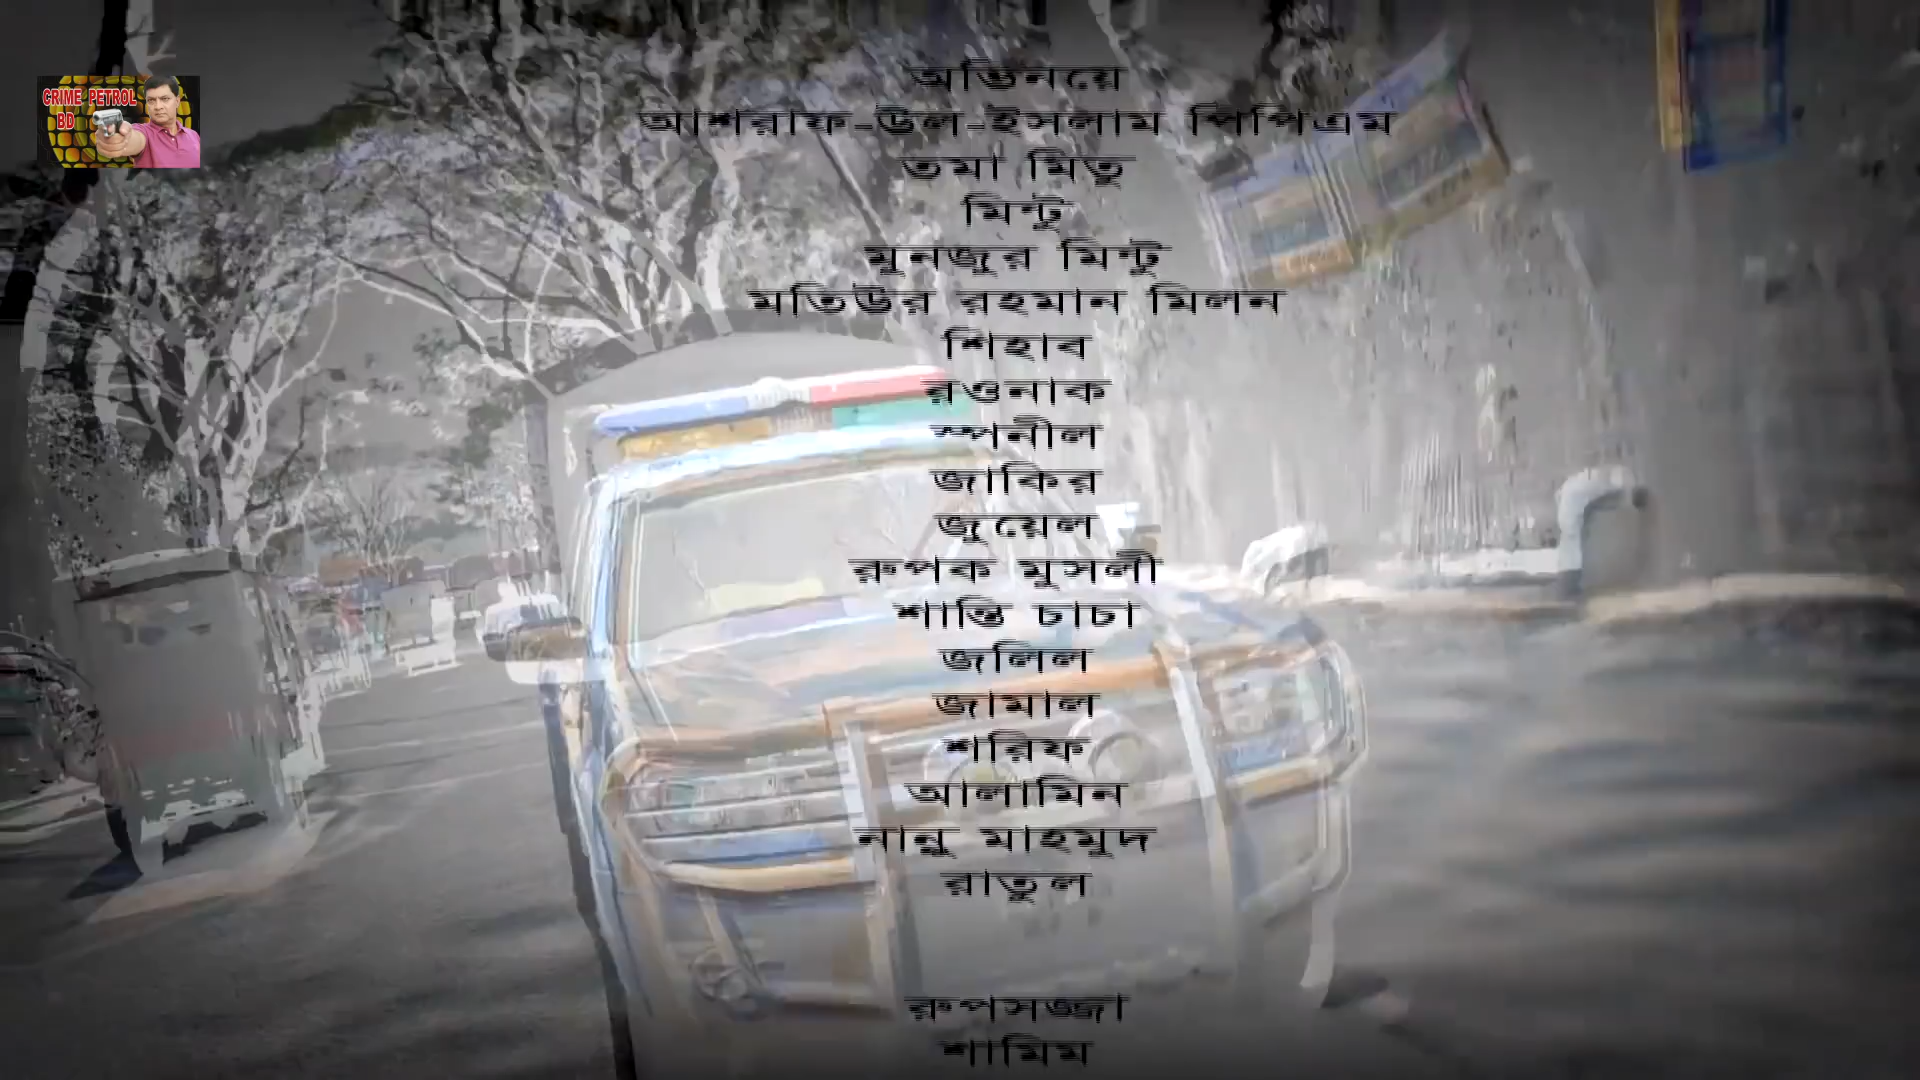 CRIME PETROL
BD
অভিনয়ে
আশরাফ-উল-ইসলাম পিপিএম
তমা মিতু
মিন্টু
মুনজুর মিন্টু
মতিউর রহমান মিলন
শিহাব
রওনাক
স্পনীল
জাকির
জুয়েল
রুপক মুসলী
শান্তি চাচা
জলিল
জামাল
শরিফ
আলামিন
নান্নু মাহমুদ
রাতুল
রুপসজ্জা
শামিম